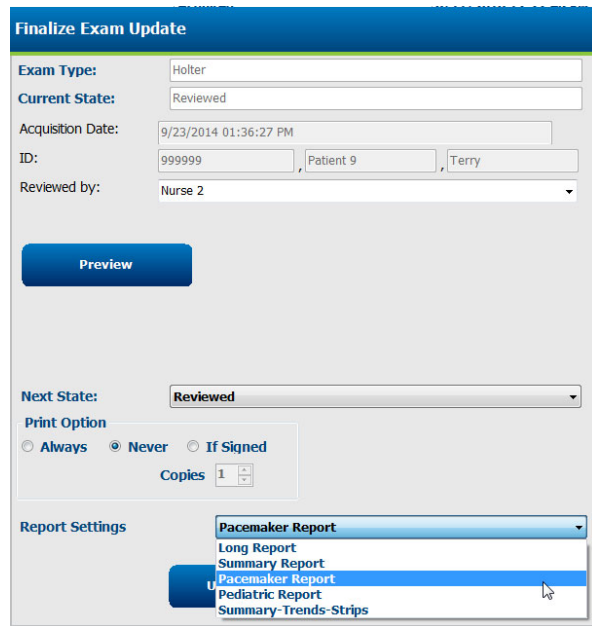 Finalize Exam Update
Exam Type: Holter
Current State: Reviewed
Acquisition Date: 9/23/2014 01:36:27 PM
ID: 999999 , Patient 9 , Terry
Reviewed by: Nurse 2
Preview
Next State: Reviewed
Print Option
Always Never If Signed
Copies 1
Report Settings Pacemaker Report
Long Report
Summary Report
Pacemaker Report
Pediatric Report
Summary-Trends-Strips